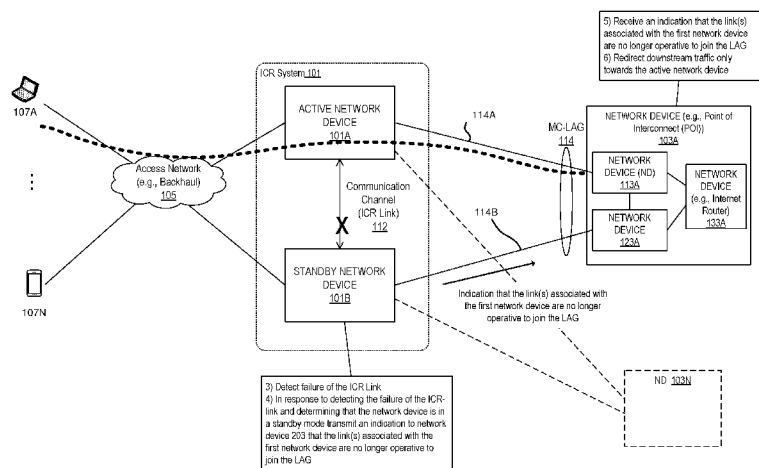 5) Receive an indication that the link(s)
associated with the first network device
are no longer operative to join the LAG
6) Redirect downstream traffic only
towards the active network device
ICR System 101
107A
ACTIVE NETWORK
DEVICE
101A
114A
MC-LAG
114
NETWORK DEVICE (e.g., Point of
Interconnect (POI))
103A
NETWORK
DEVICE (ND)
113A
NETWORK
DEVICE
(e.g., Internet
Router)
133A
NETWORK
DEVICE
123A
Access Network
(e.g., Backhaul)
105
Communication
Channel
(ICR Link)
112
X
114B
STANDBY NETWORK
DEVICE
101B
107N
Indication that the link(s) associated with
the first network device are no longer
operative to join the LAG
ND 103N
3) Detect failure of the ICR Link
4) In response to detecting the failure of the ICR-
link and determining that the network device is in
a standby mode transmit an indication to network
device 203 that the link(s) associated with the
first network device are no longer operative to
join the LAG